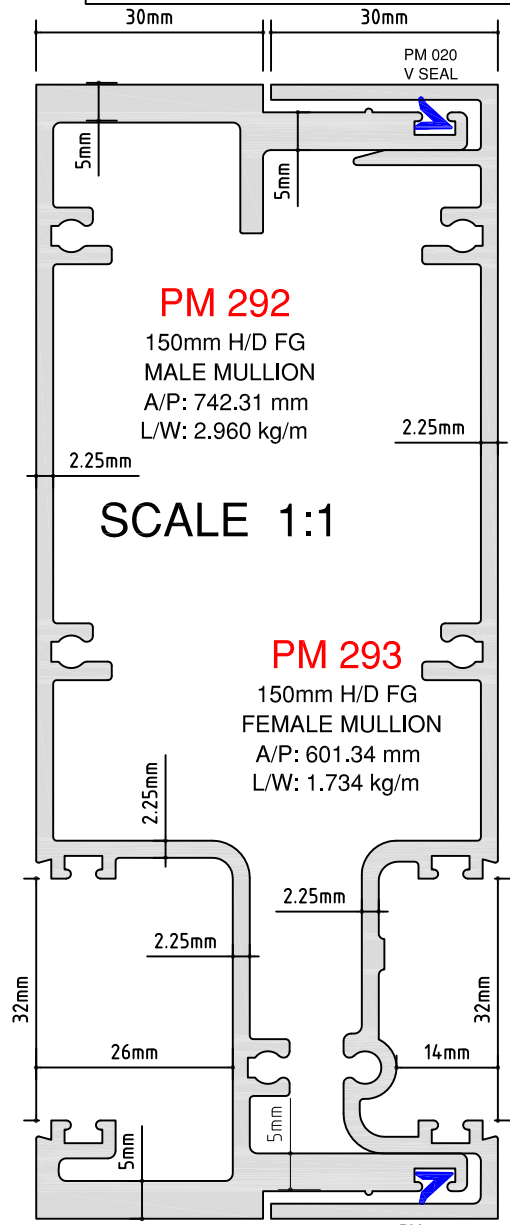 30mm
30mm
PM 020
V SEAL
5mm
5mm
PM 292
150mm H/D FG
MALE MULLION
A/P: 742.31 mm
L/W: 2.960 kg/m
2.25mm
2.25mm
SCALE 1:1
PM 293
150mm H/D FG
FEMALE MULLION
A/P: 601.34 mm
L/W: 1.734 kg/m
2.25mm
2.25mm
2.25mm
32mm
32mm
26mm
14mm
5mm
5mm